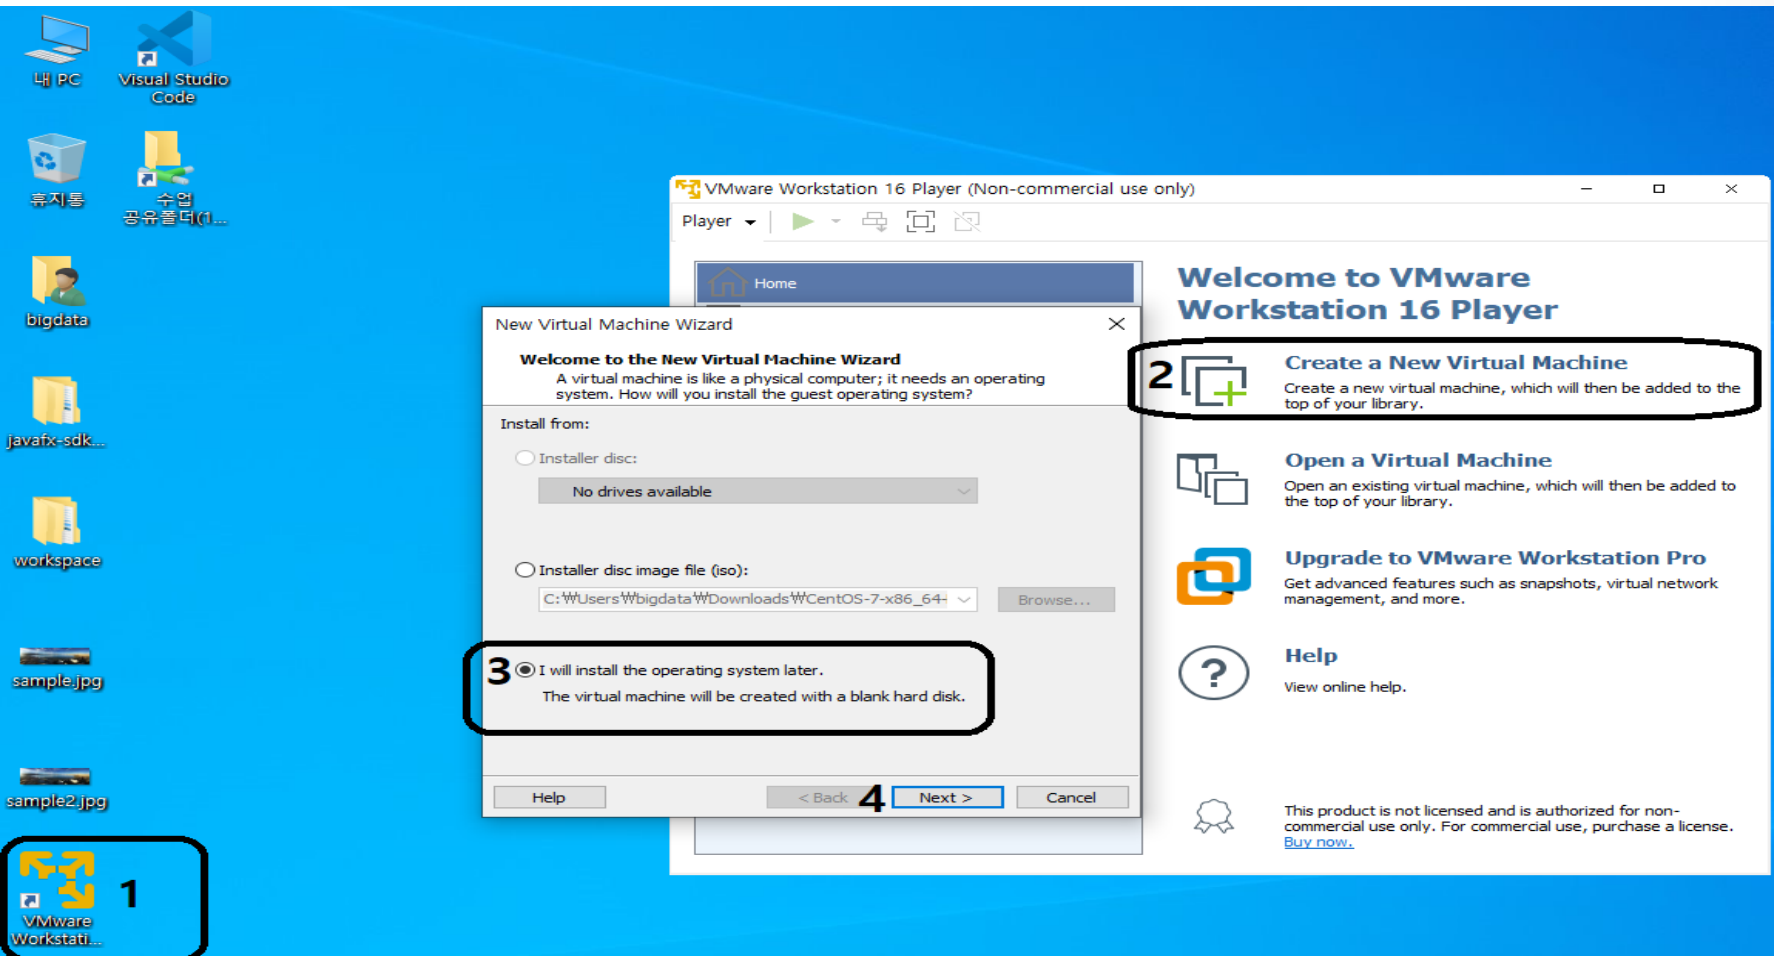 내 PC
Visual Studio
Code
휴지통
수업
공유폴더(1...
bigdata
javafx-sdk...
workspace
sample.jpg
sample2.jpg
1
VMware
Workstati...
VMware Workstation 16 Player (Non-commercial use only)
Player
Home
Welcome to VMware
Workstation 16 Player
2
Create a New Virtual Machine
Create a new virtual machine, which will then be added to the
top of your library.
Open a Virtual Machine
Open an existing virtual machine, which will then be added to
the top of your library.
Upgrade to VMware Workstation Pro
Get advanced features such as snapshots, virtual network
management, and more.
Help
View online help.
This product is not licensed and is authorized for non-
commercial use only. For commercial use, purchase a license.
Buy now.
New Virtual Machine Wizard
Welcome to the New Virtual Machine Wizard
A virtual machine is like a physical computer; it needs an operating
system. How will you install the guest operating system?
Install from:
Installer disc:
No drives available
Installer disc image file (iso):
C:₩Users₩bigdata₩Downloads₩CentOS-7-x86_64-
Browse...
3
I will install the operating system later.
The virtual machine will be created with a blank hard disk.
Help
< Back
4
Next >
Cancel